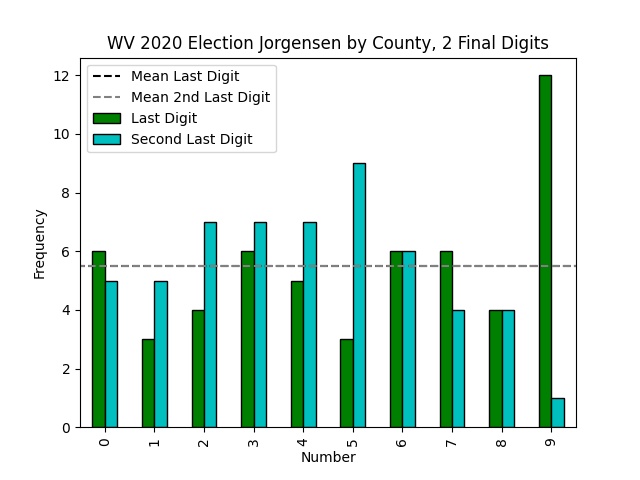 WV 2020 Election Jorgensen by County, 2 Final Digits
Mean Last Digit
Mean 2nd Last Digit
Last Digit
Second Last Digit
12
10
8
6
4
2
0
Frequency
0 1 2 3 4 5 6 7 8 9
Number